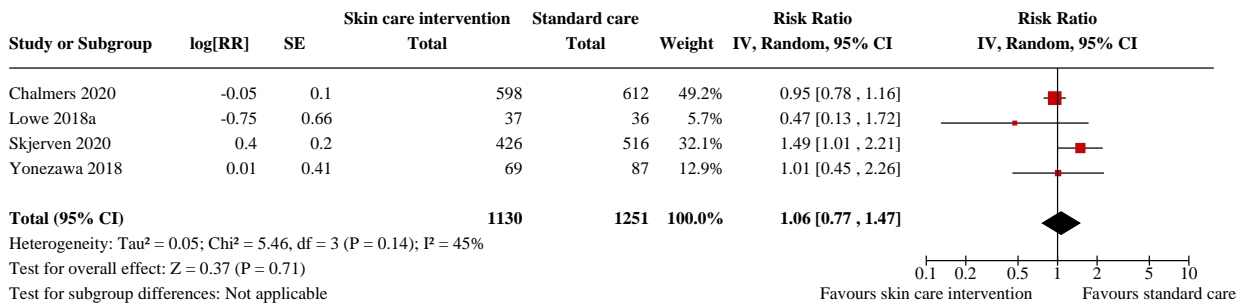 Skin care intervention Standard care Risk Ratio Risk Ratio
Study or Subgroup log[RR] SE Total Total Weight IV, Random, 95% CI IV, Random, 95% CI
Chalmers 2020 -0.05 0.1 598 612 49.2% 0.95 [0.78 , 1.16]
Lowe 2018a -0.75 0.66 37 36 5.7% 0.47 [0.13 , 1.72]
Skjerven 2020 0.4 0.2 426 516 32.1% 1.49 [1.01 , 2.21]
Yonezawa 2018 0.01 0.41 69 87 12.9% 1.01 [0.45 , 2.26]
Total (95% CI) 1130 1251 100.0% 1.06 [0.77 , 1.47]
Heterogeneity: Tau² = 0.05; Chi² = 5.46, df = 3 (P = 0.14); I² = 45%
Test for overall effect: Z = 0.37 (P = 0.71)
0.1 0.2 0.5 1 2 5 10
Test for subgroup differences: Not applicable
Favours skin care intervention Favours standard care